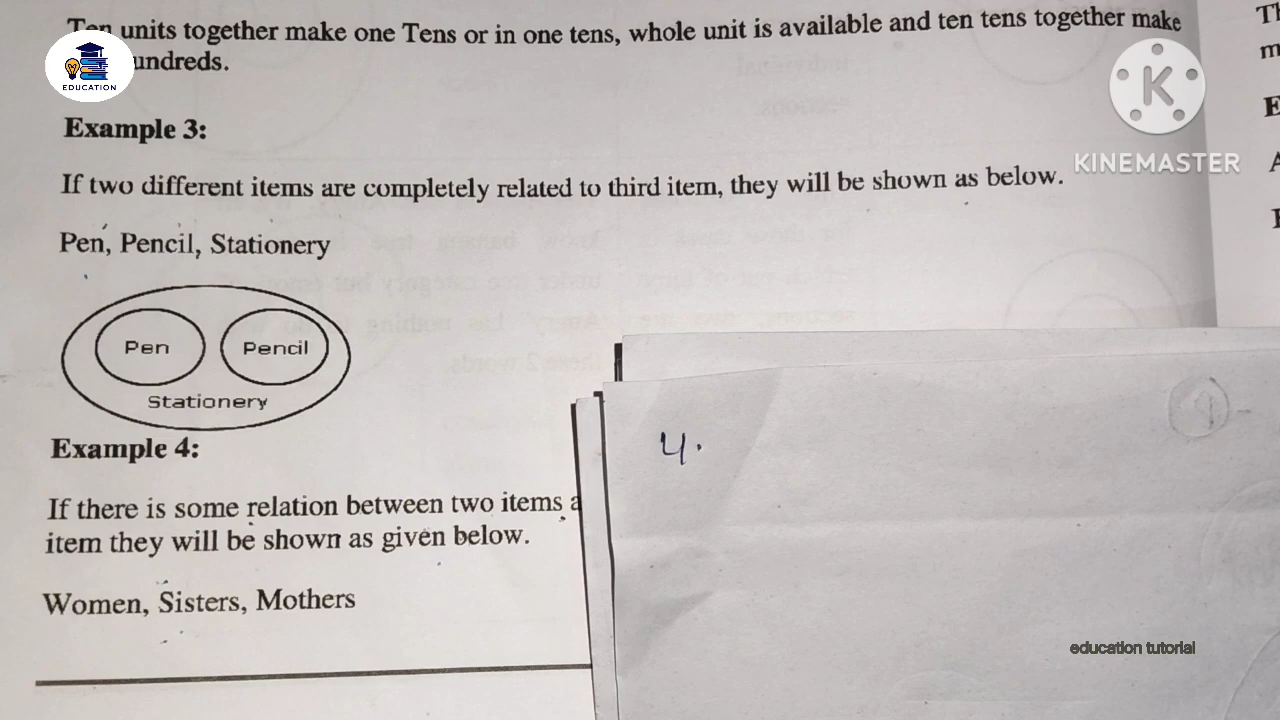 Ten units together make one Tens or in one tens, whole unit is available and ten tens together make
undreds.
EDUCATION
K
KINEMASTER
Example 3:
If two different items are completely related to third item, they will be shown as below.
Pen, Pencil, Stationery
Pen
Pencil
Stationery
Example 4:
If there is some relation between two items a
item they will be shown as given below.
Women, Sisters, Mothers
4.
education tutorial